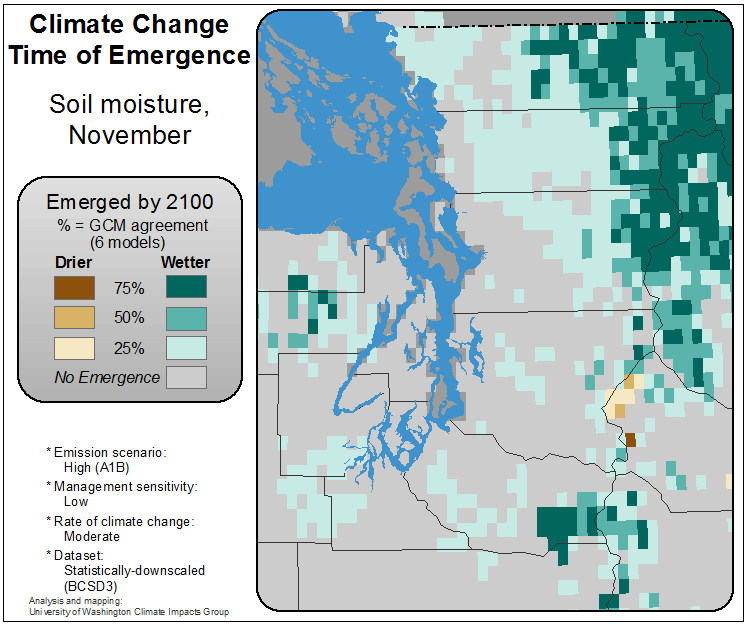 Climate Change
Time of Emergence
Soil moisture,
November
Emerged by 2100
% = GCM agreement
(6 models)
Drier Wetter
75%
50%
25%
No Emergence
* Emission scenario:
High (A1B)
* Management sensitivity:
Low
* Rate of climate change:
Moderate
* Dataset:
Statistically-downscaled
(BCSD3)
Analysis and mapping:
University of Washington Climate Impacts Group